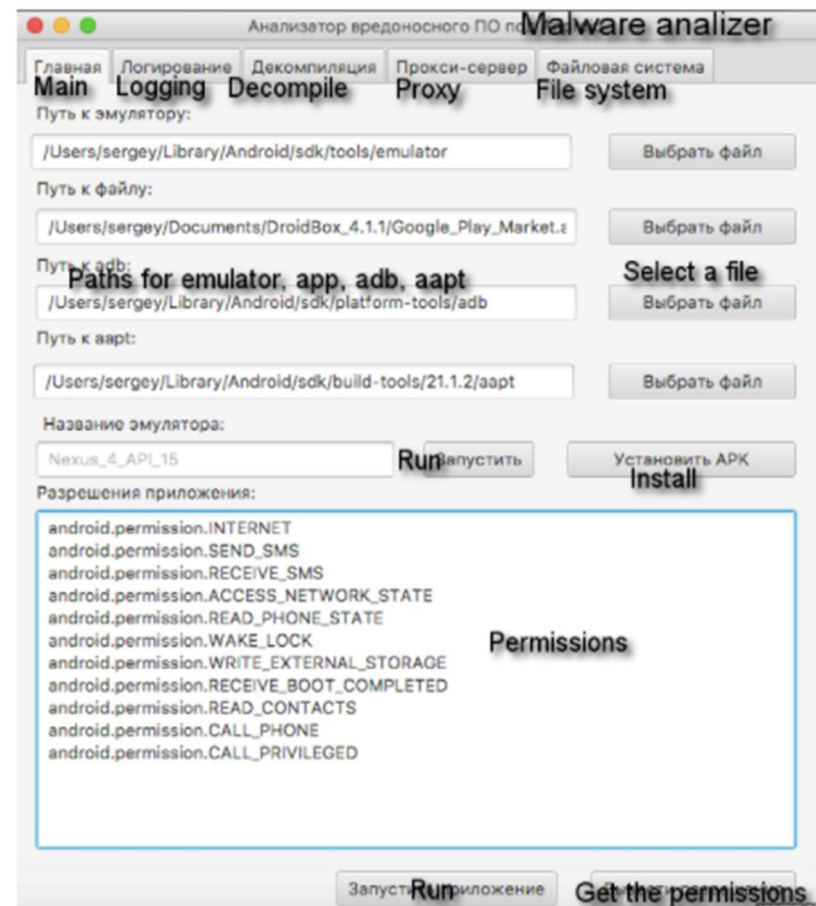 Анализатор вредоносного ПО по
Malware analizer
Главная Логирование Декомпиляция Прокси-сервер Файловая система
Main Logging Decompile Proxy File system
Путь к эмулятору:
/Users/sergey/Library/Android/sdk/tools/emulator Выбрать файл
Путь к файлу:
/Users/sergey/Documents/DroidBox_4.1.1/Google_Play_Market.a Выбрать файл
Путь к adb:
Paths for emulator, app, adb, aapt Select a file
/Users/sergey/Library/Android/sdk/platform-tools/adb Выбрать файл
Путь к aapt:
/Users/sergey/Library/Android/sdk/build-tools/21.1.2/aapt Выбрать файл
Название эмулятора:
Nexus_4_API_15 Run Запустить Установить APK
Install
Разрешения приложения:
android.permission.INTERNET
android.permission.SEND_SMS
android.permission.RECEIVE_SMS
android.permission.ACCESS_NETWORK_STATE
android.permission.READ_PHONE_STATE
android.permission.WAKE_LOCK
Permissions
android.permission.WRITE_EXTERNAL_STORAGE
android.permission.RECEIVE_BOOT_COMPLETED
android.permission.READ_CONTACTS
android.permission.CALL_PHONE
android.permission.CALL_PRIVILEGED
Запустить приложение Run Get the permissions